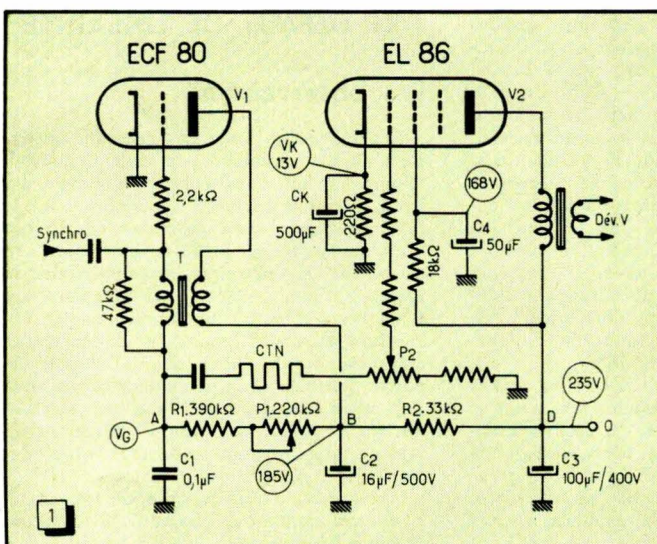 ECF 80
EL 86
V1
V2
VK
13V
2,2kΩ
CK
500µF
220Ω
168V
C4
50µF
18kΩ
Dév.V
Synchro
T
47kΩ
CTN
P2
A
R1.390kΩ
P1.220kΩ
B
R2.33kΩ
D
235V
VG
C1
0,1µF
185V
C2
16µF/500V
C3
100µF/400V
1